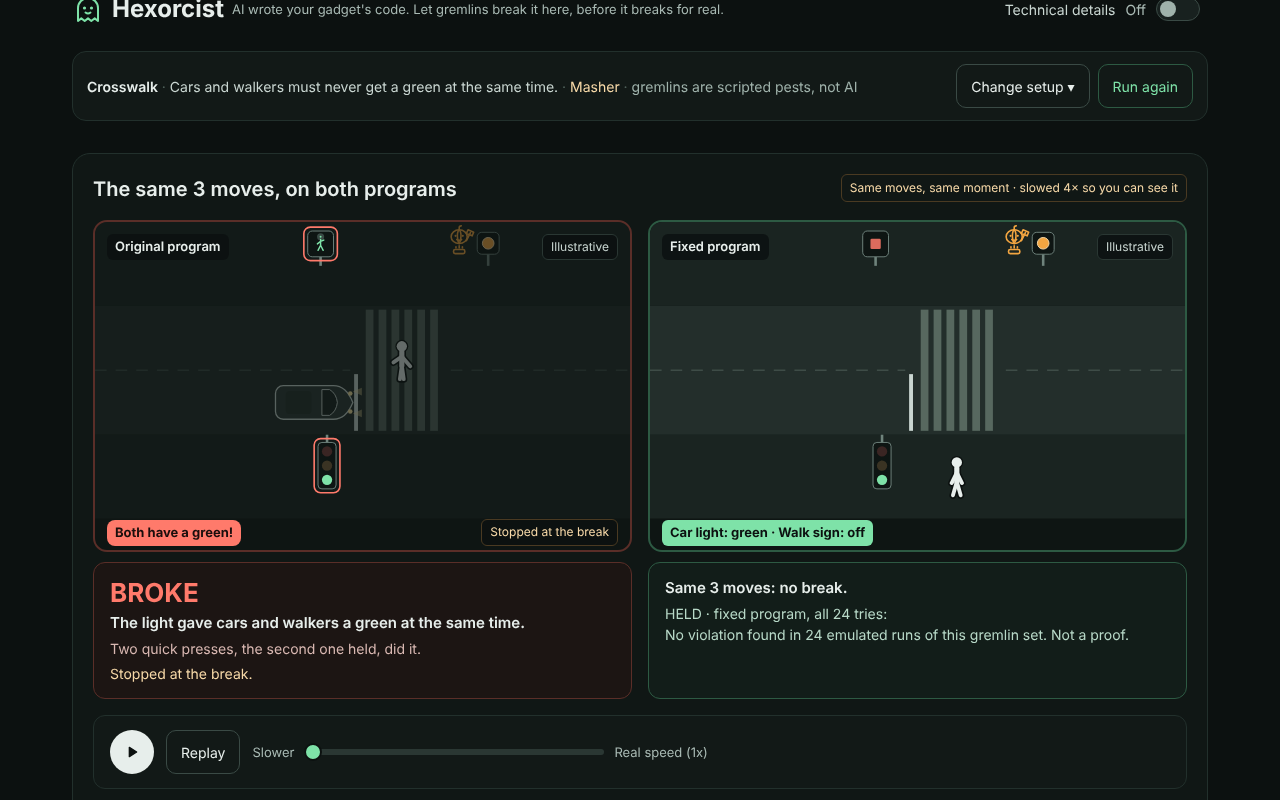 Hexorcist AI wrote your gadget's code. Let gremlins break it here, before it breaks for real. Technical details Off
Crosswalk · Cars and walkers must never get a green at the same time. · Masher · gremlins are scripted pests, not AI Change setup ▾ Run again
The same 3 moves, on both programs Same moves, same moment · slowed 4× so you can see it
Original program Illustrative
Both have a green! Stopped at the break
Fixed program Illustrative
Car light: green · Walk sign: off
BROKE
The light gave cars and walkers a green at the same time.
Two quick presses, the second one held, did it.
Stopped at the break.
Same 3 moves: no break.
HELD · fixed program, all 24 tries:
No violation found in 24 emulated runs of this gremlin set. Not a proof.
Replay Slower Real speed (1x)